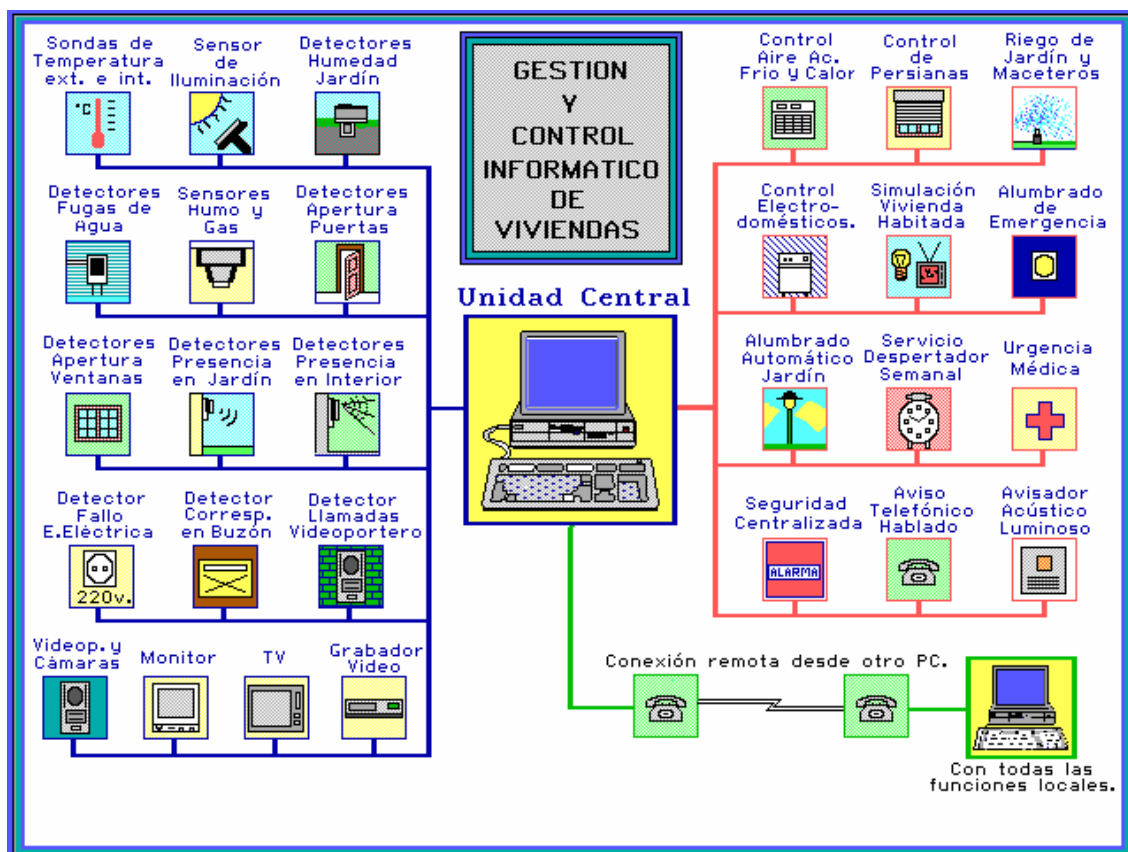 Sondas de
Temperatura
ext. e int.
Sensor
de
Iluminación
Detectores
Humedad
Jardín
°C
Detectores
Fugas de
Agua
Sensores
Humo y
Gas
Detectores
Apertura
Puertas
Detectores
Apertura
Ventanas
Detectores
Presencia
en Jardín
Detectores
Presencia
en Interior
Detector
Fallo
E.Eléctrica
Detector
Corresp.
en Buzón
Detector
Llamadas
Videoportero
220v.
Videop. y
Cámaras
Monitor
TV
Grabador
Video
GESTION
Y
CONTROL
INFORMATICO
DE
VIVIENDAS
Unidad Central
Control
Aire Ac.
Frio y Calor
Control
de
Persianas
Riego de
Jardín y
Maceteros
Control
Electro-
domésticos.
Simulación
Vivienda
Habitada
Alumbrado
de
Emergencia
Alumbrado
Automático
Jardín
Servicio
Despertador
Semanal
Urgencia
Médica
Seguridad
Centralizada
Aviso
Telefónico
Hablado
Avisador
Acústico
Luminoso
ALARMA
Conexión remota desde otro PC.
Con todas las
funciones locales.